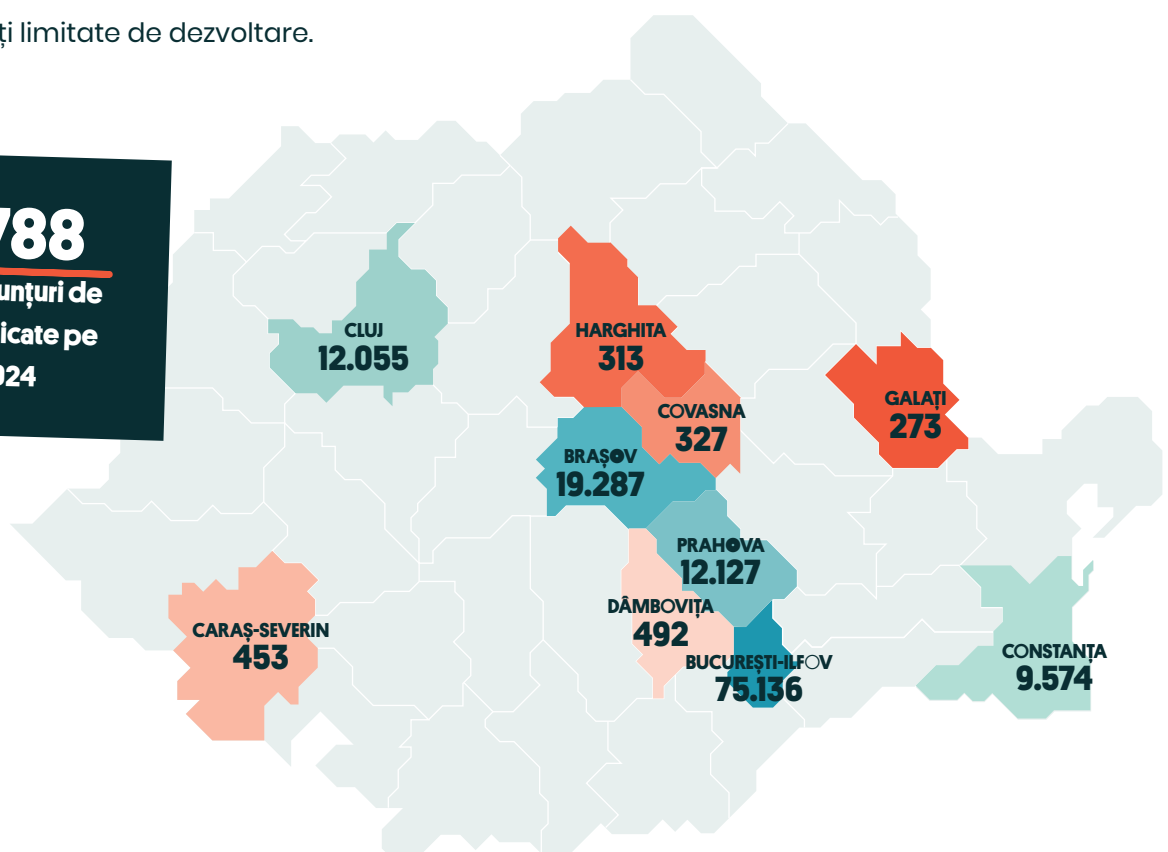 ți limitate de dezvoltare.
788
unțuri de
icate pe
024
CLUJ
12.055
HARGHITA
313
GALAȚI
273
COVASNA
327
BRAȘOV
19.287
PRAHOVA
12.127
DÂMBOVIȚA
492
CARAȘ-SEVERIN
453
BUCUREȘTI-ILFOV
75.136
CONSTANȚA
9.574